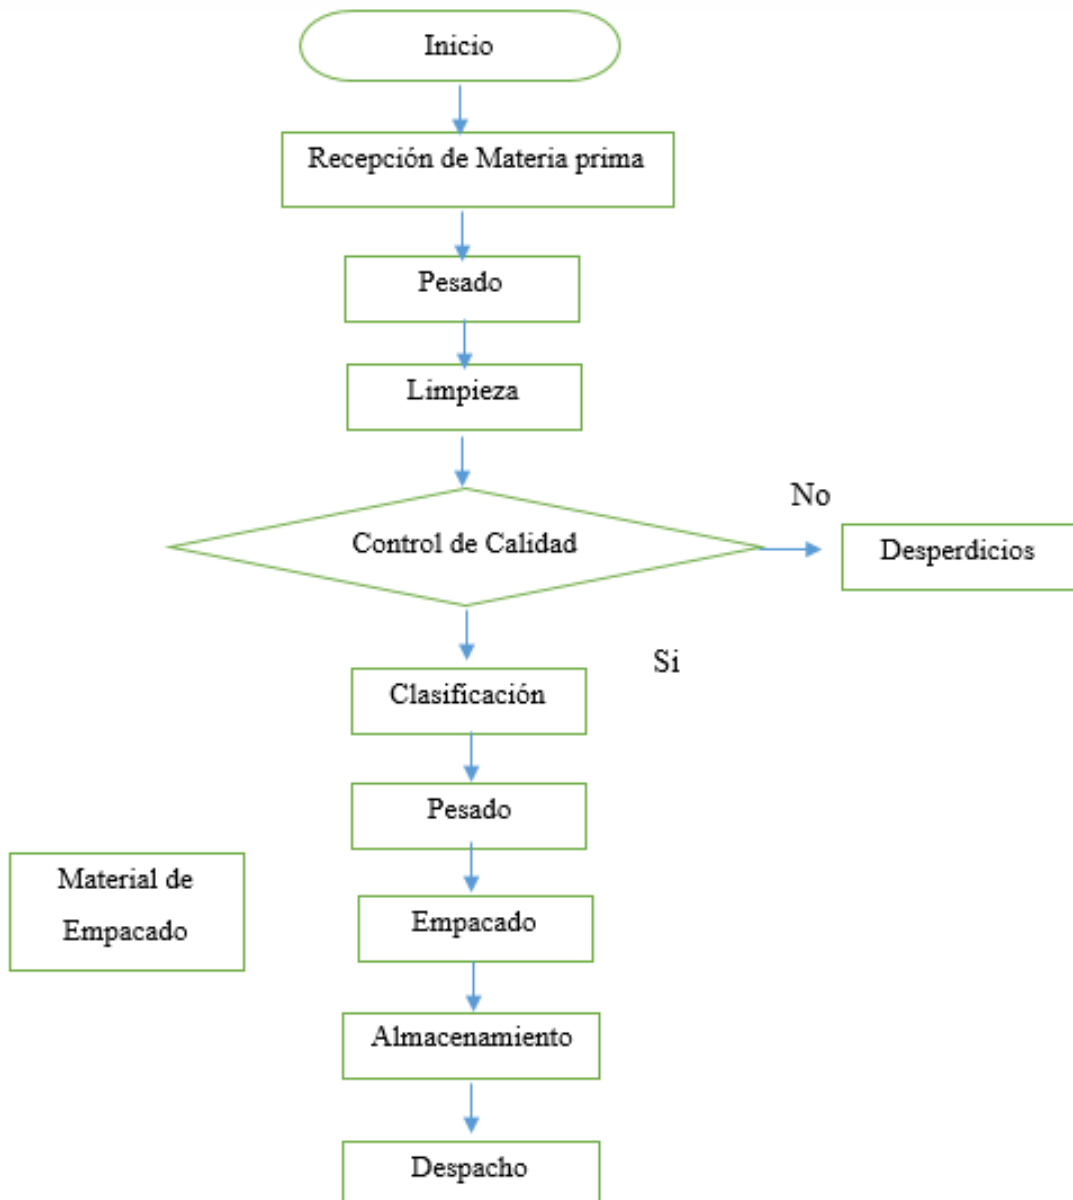 Inicio
Recepción de Materia prima
Pesado
Limpieza
No
Control de Calidad
Desperdicios
Si
Clasificación
Pesado
Material de
Empacado
Empacado
Almacenamiento
Despacho